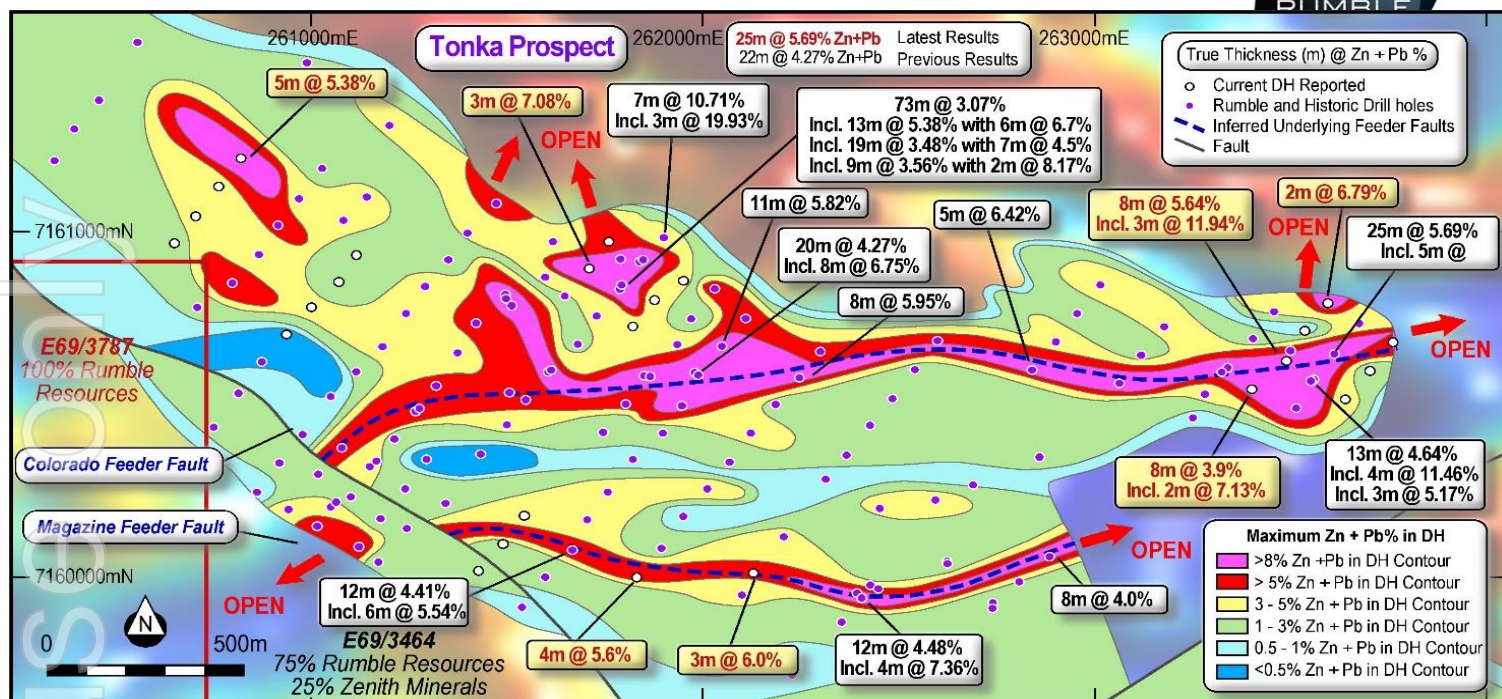 RUMBLE
261000mE
Tonka Prospect
262000mE
25m @ 5.69% Zn+Pb Latest Results
22m @ 4.27% Zn+Pb Previous Results
263000mE
True Thickness (m) @ Zn + Pb %
Current DH Reported
Rumble and Historic Drill holes
Inferred Underlying Feeder Faults
Fault
5m @ 5.38%
3m @ 7.08%
OPEN
7m @ 10.71%
Incl. 3m @ 19.93%
73m @ 3.07%
Incl. 13m @ 5.38% with 6m @ 6.7%
Incl. 19m @ 3.48% with 7m @ 4.5%
Incl. 9m @ 3.56% with 2m @ 8.17%
11m @ 5.82%
20m @ 4.27%
Incl. 8m @ 6.75%
8m @ 5.95%
5m @ 6.42%
8m @ 5.64%
Incl. 3m @ 11.94%
2m @ 6.79%
OPEN
25m @ 5.69%
Incl. 5m @
7161000mN
E69/3787
100% Rumble
Resources
OPEN
Colorado Feeder Fault
Magazine Feeder Fault
8m @ 3.9%
Incl. 2m @ 7.13%
13m @ 4.64%
Incl. 4m @ 11.46%
Incl. 3m @ 5.17%
7160000mN
OPEN
12m @ 4.41%
Incl. 6m @ 5.54%
4m @ 5.6%
3m @ 6.0%
12m @ 4.48%
Incl. 4m @ 7.36%
8m @ 4.0%
OPEN
0 500m
N
E69/3464
75% Rumble Resources
25% Zenith Minerals
Maximum Zn + Pb% in DH
>8% Zn +Pb in DH Contour
> 5% Zn + Pb in DH Contour
3 - 5% Zn + Pb in DH Contour
1 - 3% Zn + Pb in DH Contour
0.5 - 1% Zn + Pb in DH Contour
<0.5% Zn + Pb in DH Contour
use only